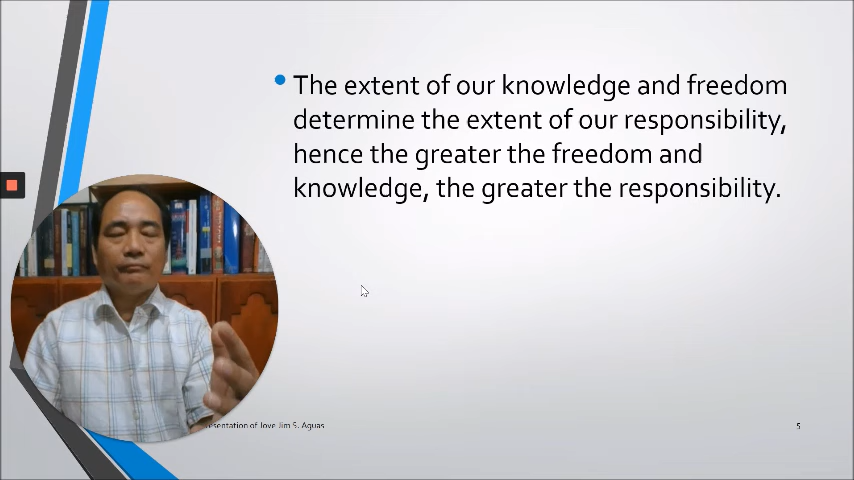 The extent of our knowledge and freedom
determine the extent of our responsibility,
hence the greater the freedom and
knowledge, the greater the responsibility.
of Jove Jim S. Aguas
5